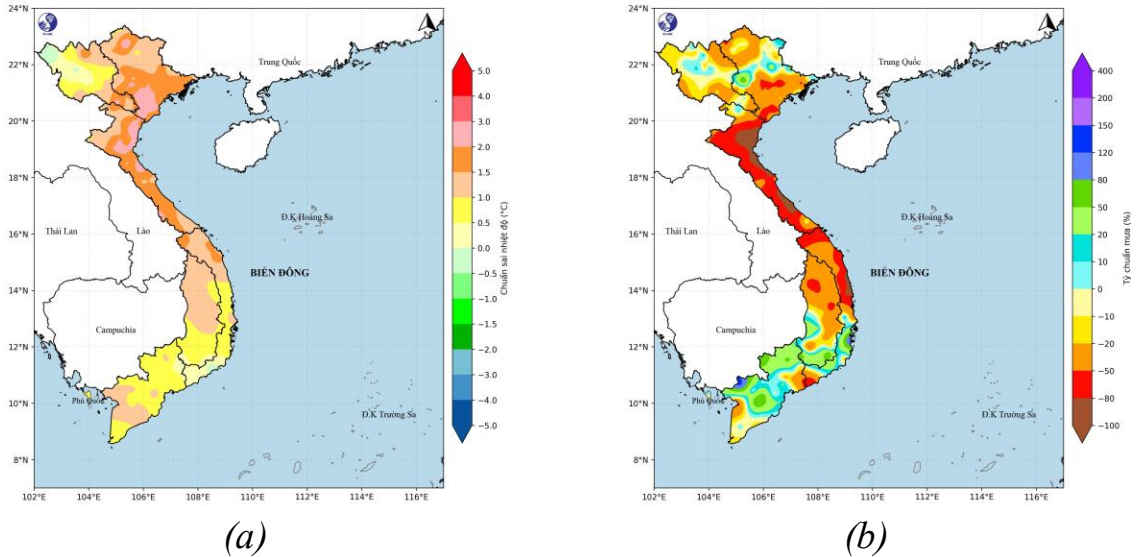 24°N
22°N
20°N
18°N
16°N
14°N
12°N
10°N
8°N
102°E 104°E 106°E 108°E 110°E 112°E 114°E 116°E
N
Trung Quốc
Đ.K Hoàng Sa
Thái Lan
Lào
BIỂN ĐÔNG
Campuchia
Phú Quốc
Đ.K Trường Sa
5.0
4.0
3.0
2.0
1.5
1.0
0.5
0.0
−0.5
−1.0
−1.5
−2.0
−3.0
−4.0
−5.0
Chuẩn sai nhiệt độ (°C)
(a)
24°N
22°N
20°N
18°N
16°N
14°N
12°N
10°N
8°N
102°E 104°E 106°E 108°E 110°E 112°E 114°E 116°E
N
Trung Quốc
Đ.K Hoàng Sa
Thái Lan
Lào
BIỂN ĐÔNG
Campuchia
Phú Quốc
Đ.K Trường Sa
400
200
150
120
80
50
20
10
0
−10
−20
−50
−80
−100
Tỷ chuẩn mưa (%)
(b)